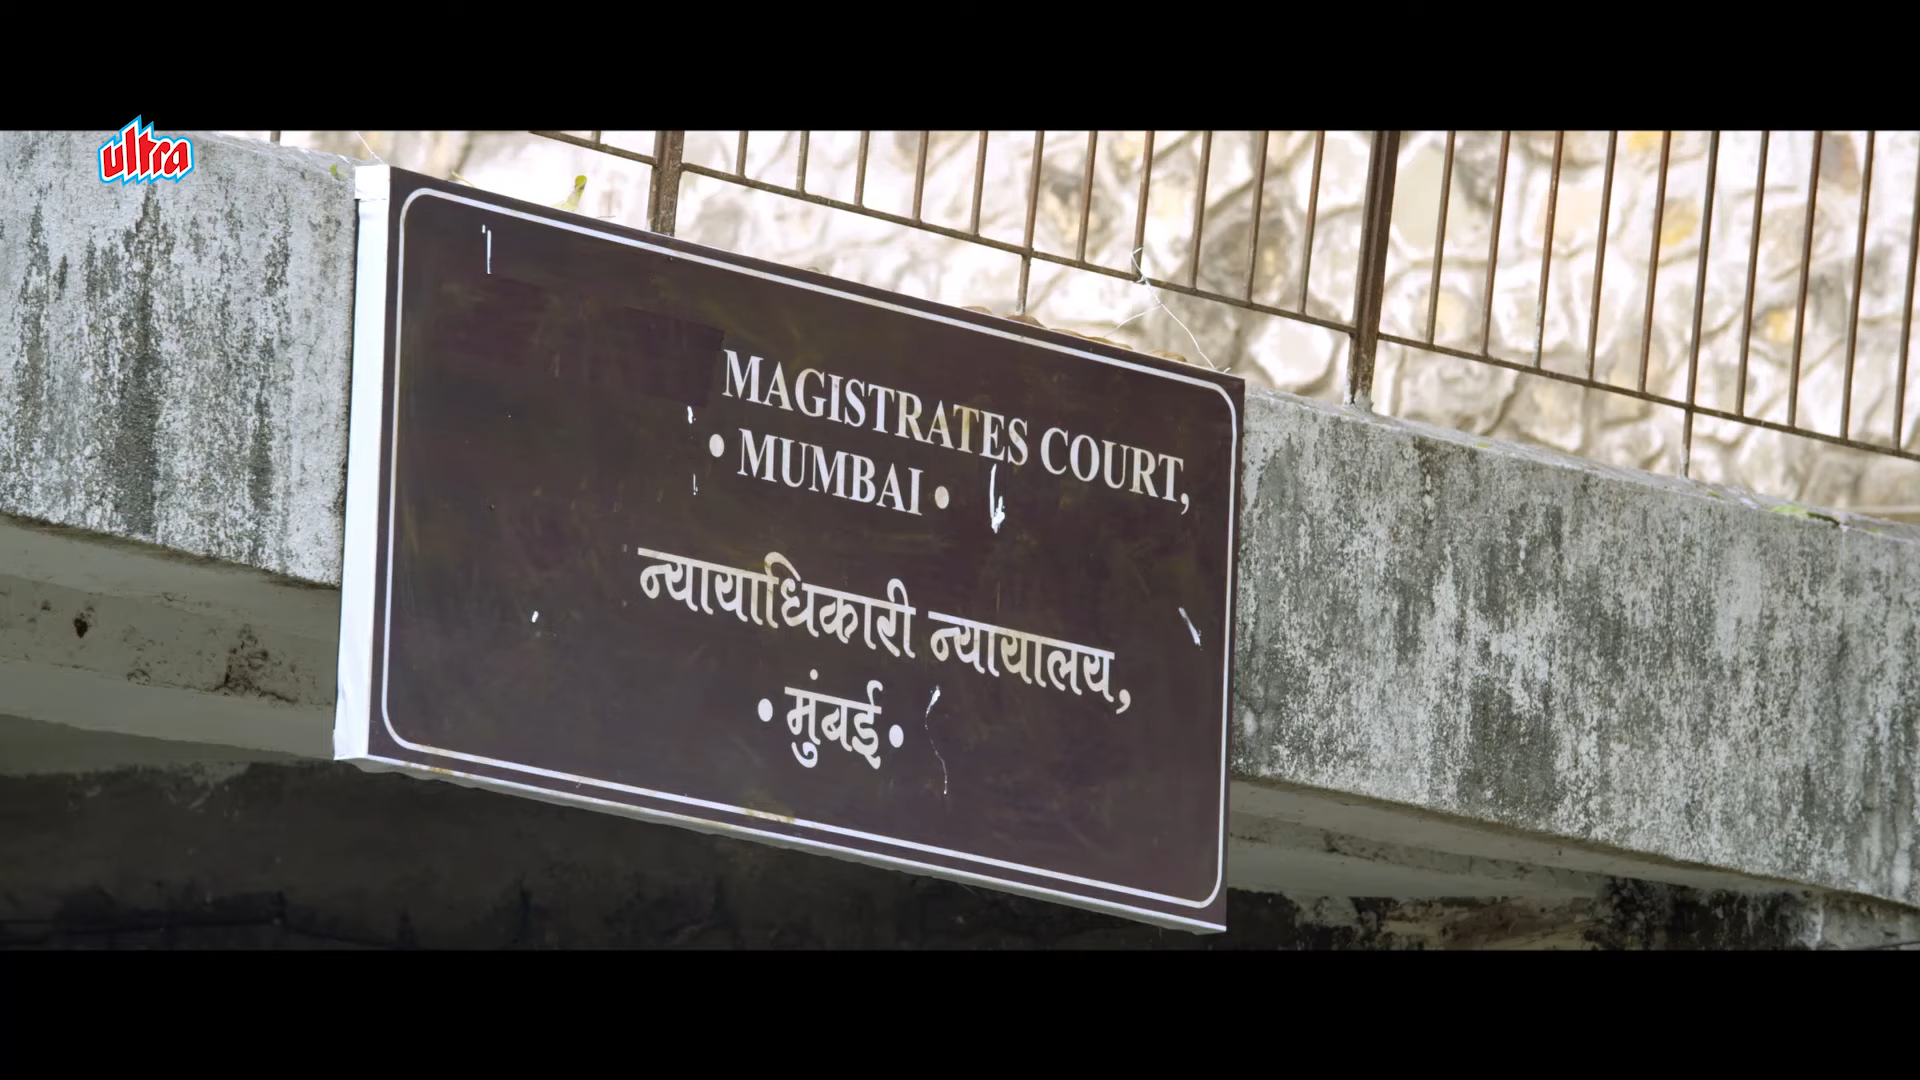 ultra
MAGISTRATES COURT,
• MUMBAI •
न्यायाधिकारी न्यायालय,
• मुंबई •